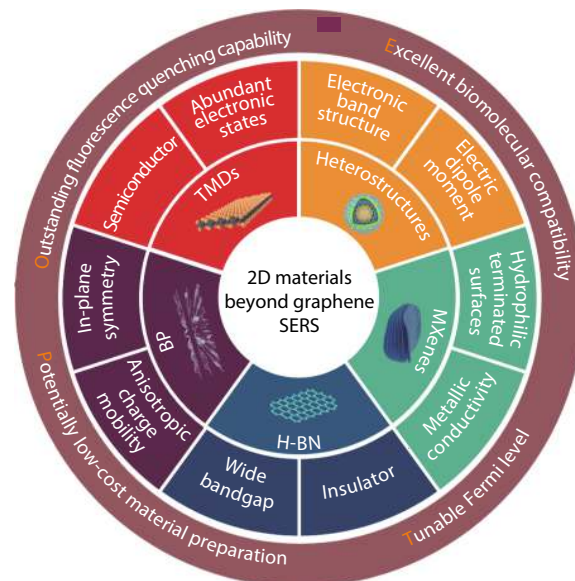 Outstanding fluorescence quenching capability
Excellent biomolecular compatibility
Abundant
electronic
states
Electronic
band
structure
Semiconductor
TMDs
Heterostructures
Electric
dipole
moment
In-plane
symmetry
BP
2D materials
beyond graphene
SERS
MXenes
Hydrophilic
terminated
surfaces
Anisotropic
charge
mobility
H-BN
Metallic
conductivity
Wide
bandgap
Insulator
Potentially low-cost material preparation
Tunable Fermi level